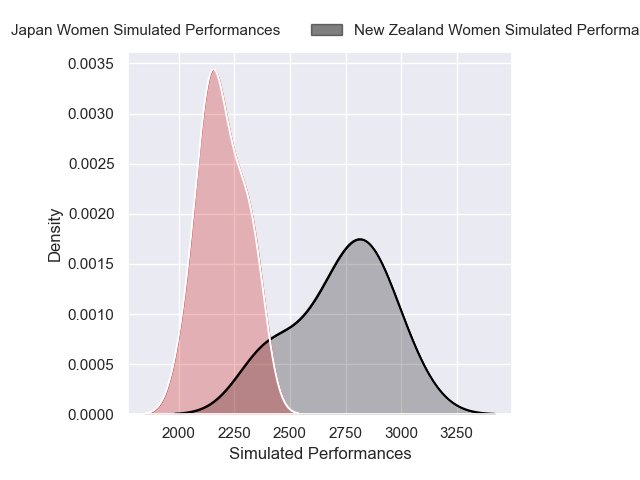 Japan Women Simulated Performances
New Zealand Women Simulated Performa
0.0035
0.0030
0.0025
0.0020
0.0015
0.0010
0.0005
0.0000
Density
2000 2250 2500 2750 3000 3250
Simulated Performances